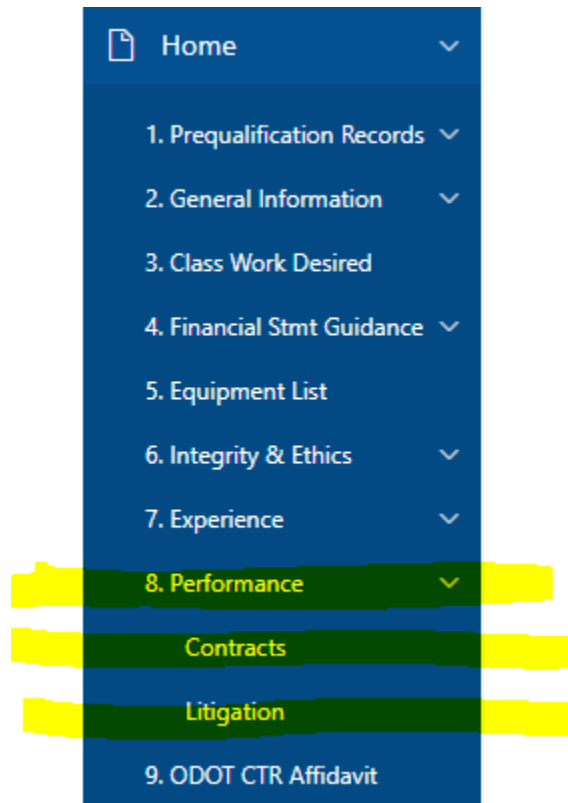 Home
1. Prequalification Records
2. General Information
3. Class Work Desired
4. Financial Stmt Guidance
5. Equipment List
6. Integrity & Ethics
7. Experience
8. Performance
Contracts
Litigation
9. ODOT CTR Affidavit